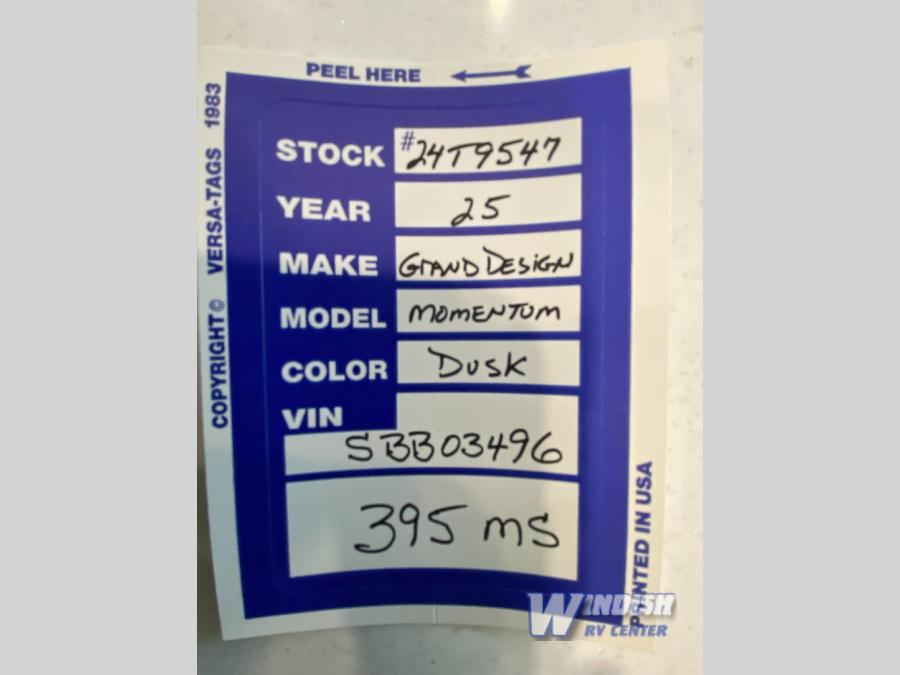 PEEL HERE
COPYRIGHT © VERSA-TAGS 1983
STOCK #24T9547
YEAR 25
MAKE GRAND DESIGN
MODEL MOMENTUM
COLOR DUSK
VIN
SBB03496
395 MS
PRINTED IN USA
WINDISH
RV CENTER